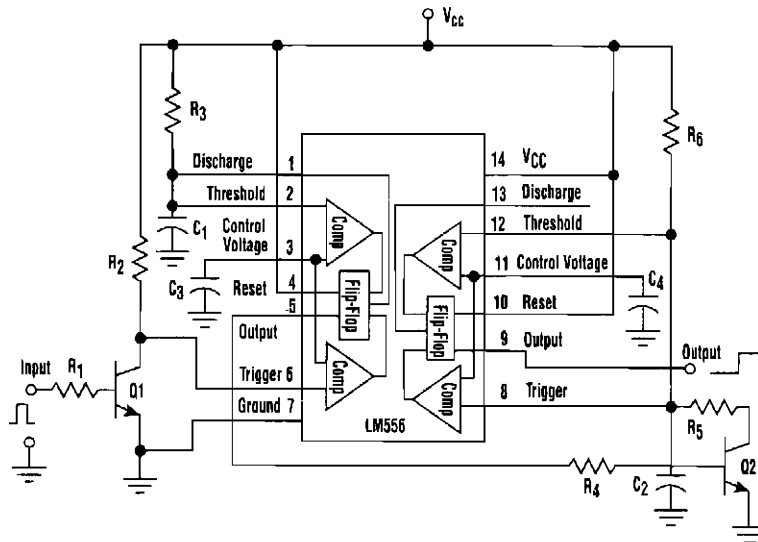 VCC
R3
R6
Discharge 1
14 VCC
13 Discharge
Threshold 2
12 Threshold
C1
Control Voltage 3
Comp
Comp
R2
11 Control Voltage
C3
C4
Reset 4
Flip-Flop
10 Reset
5
Output
Flip-Flop
9 Output
Output
Input
R1
Q1
Trigger 6
Comp
Comp
8 Trigger
Ground 7
LM556
R5
R4
C2
Q2